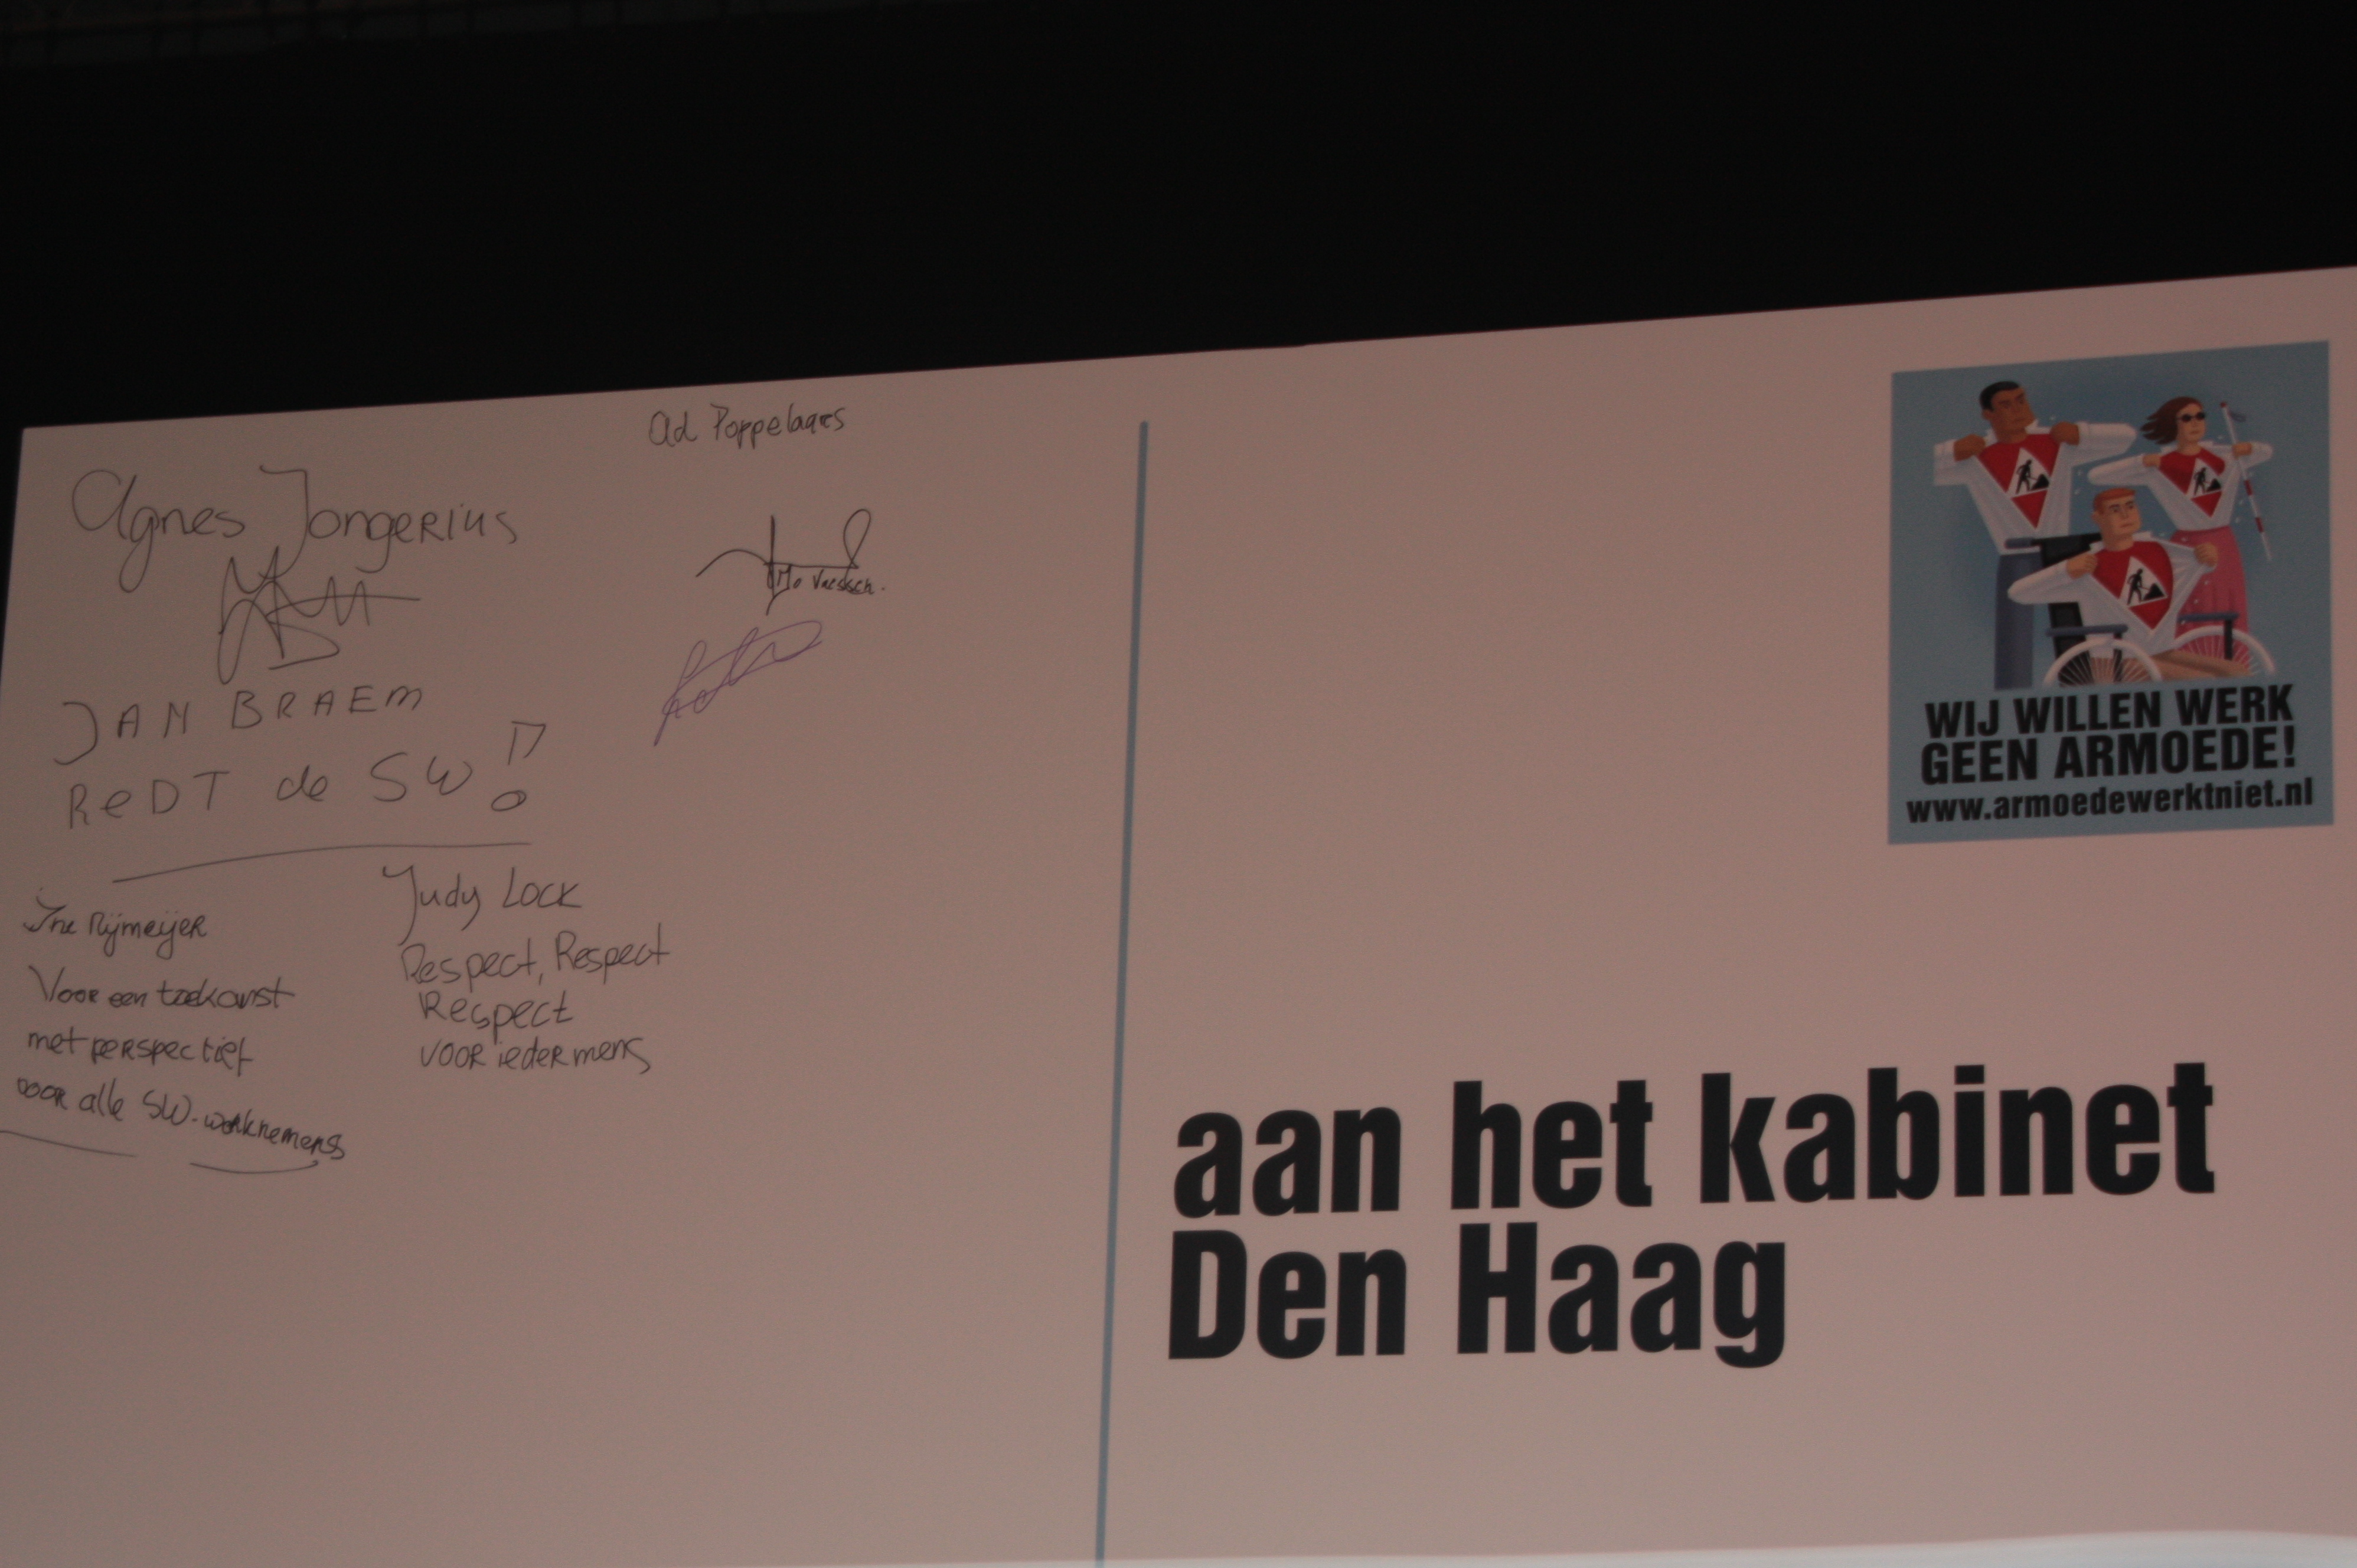 Agnes Jongerius
JAN BRAEM
REDT de SW!
Ine Rijmeijer
Voor een toekomst
met perspectief
voor alle SW-werknemers
Judy Lock
Respect, Respect
Respect
voor ieder mens
Ad Poppelaars
WIJ WILLEN WERK
GEEN ARMOEDE!
www.armoedewerktniet.nl
aan het kabinet
Den Haag